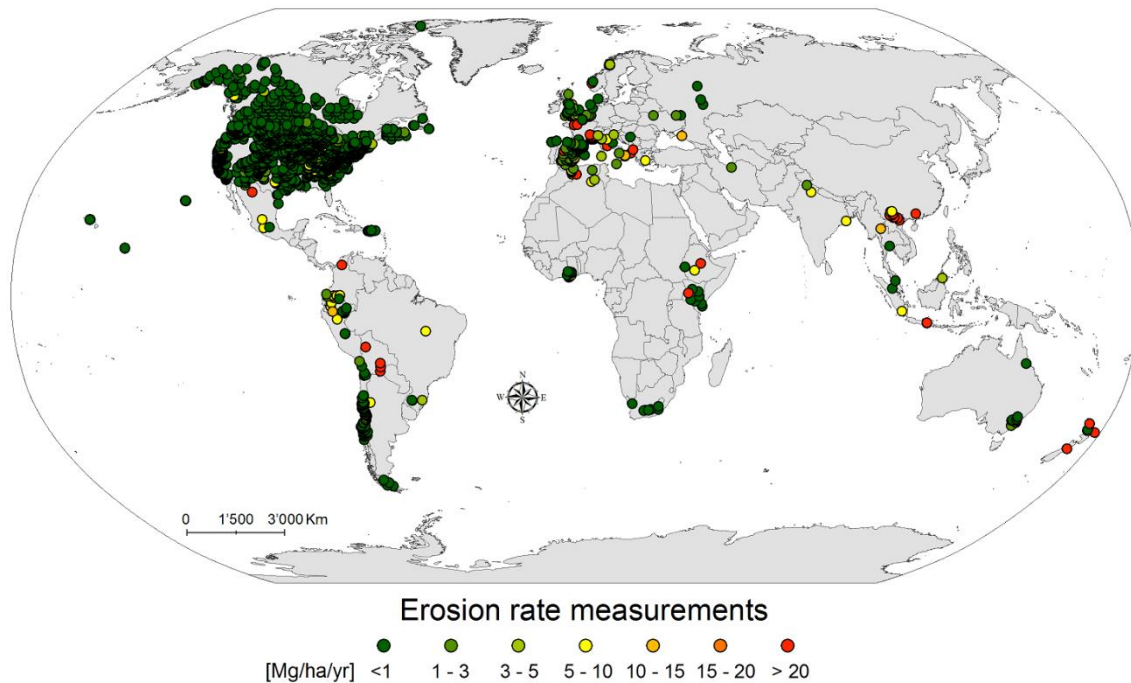 N
W E
S
0 1'500 3'000 Km
Erosion rate measurements
[Mg/ha/yr] <1 1 - 3 3 - 5 5 - 10 10 - 15 15 - 20 > 20